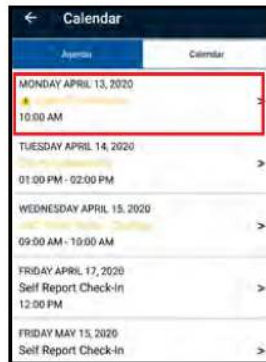 ← Calendar
Agenda Calendar
MONDAY APRIL 13, 2020
10:00 AM
>
TUESDAY APRIL 14, 2020
>
01:00 PM - 02:00 PM
WEDNESDAY APRIL 15, 2020
>
09:00 AM - 10:00 AM
FRIDAY APRIL 17, 2020
Self Report Check-In >
12:00 PM
FRIDAY MAY 15, 2020
Self Report Check-In >